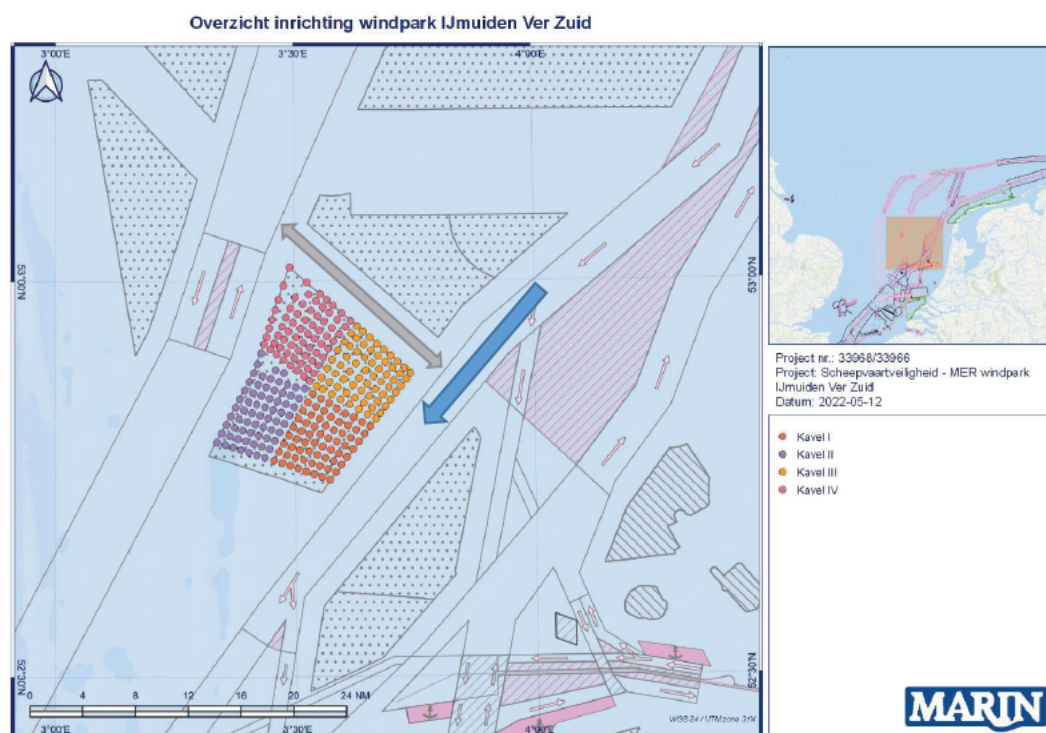 Overzicht inrichting windpark IJmuiden Ver Zuid
3°00'E
3°30'E
4°00'E
53°00'N
53°00'N
52°30'N
52°30'N
0 4 8 12 16 20 24 NM
WGS 84 / UTM zone 31N
3°00'E
3°30'E
4°00'E
Project nr.: 33968/33966
Project: Scheepvaartveiligheid - MER windpark
IJmuiden Ver Zuid
Datum: 2022-05-12
Kavel I
Kavel II
Kavel III
Kavel IV
MARIN